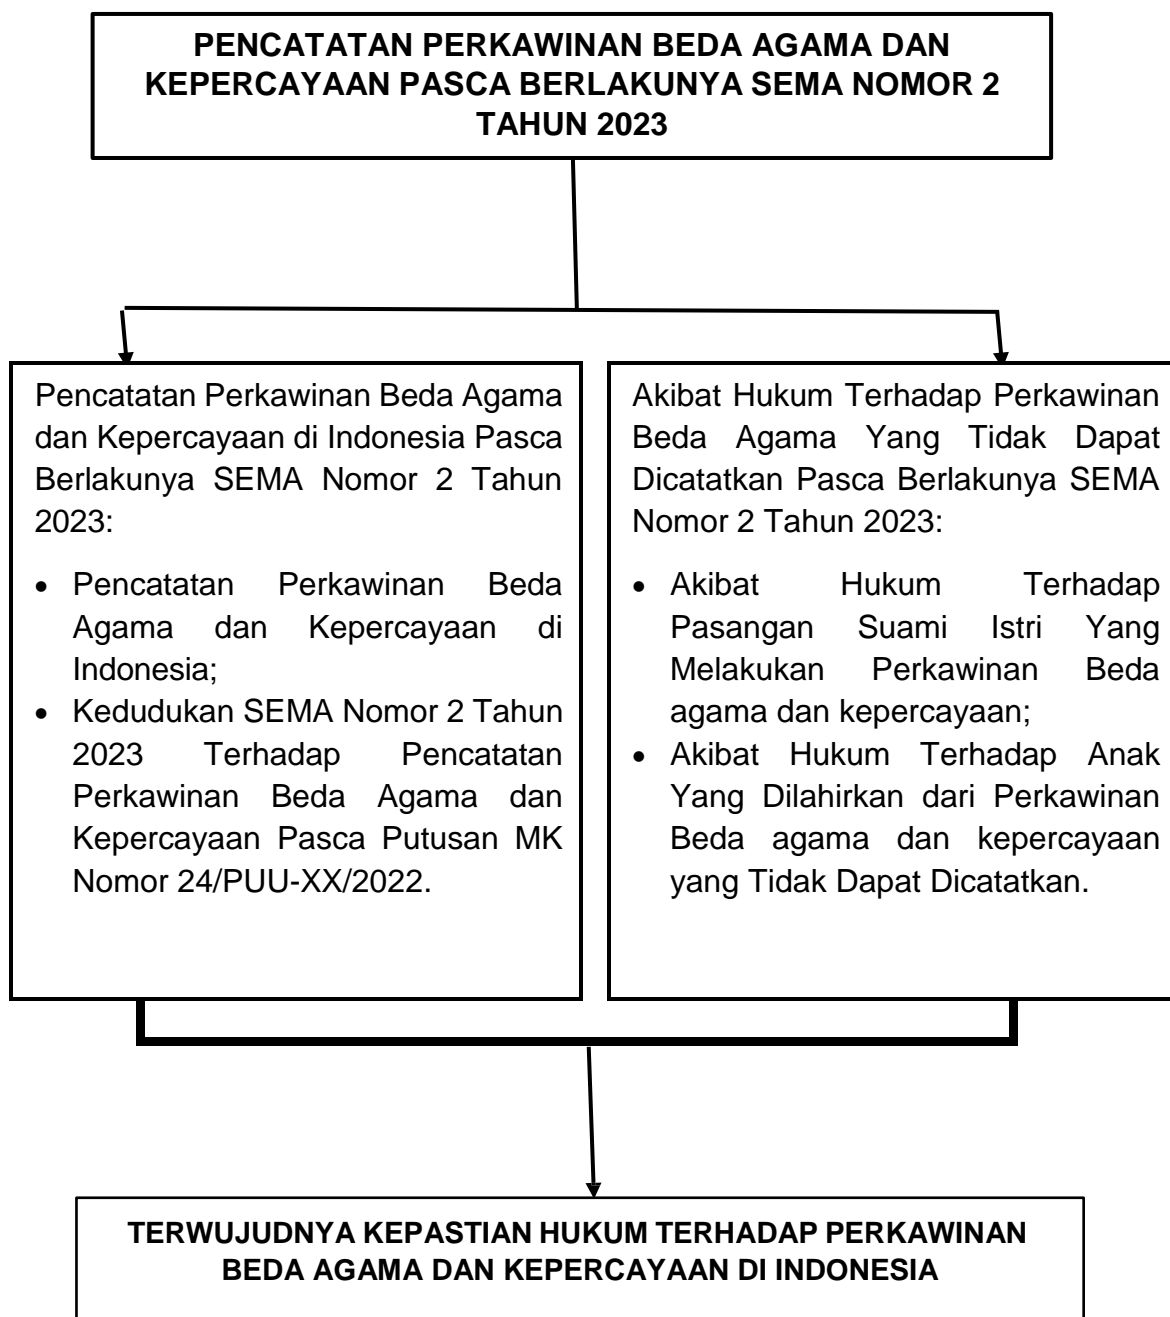 PENCATATAN PERKAWINAN BEDA AGAMA DAN
KEPERCAYAAN PASCA BERLAKUNYA SEMA NOMOR 2
TAHUN 2023
Pencatatan Perkawinan Beda Agama
dan Kepercayaan di Indonesia Pasca
Berlakunya SEMA Nomor 2 Tahun
2023:
• Pencatatan Perkawinan Beda
Agama dan Kepercayaan di
Indonesia;
• Kedudukan SEMA Nomor 2 Tahun
2023 Terhadap Pencatatan
Perkawinan Beda Agama dan
Kepercayaan Pasca Putusan MK
Nomor 24/PUU-XX/2022.
Akibat Hukum Terhadap Perkawinan
Beda Agama Yang Tidak Dapat
Dicatatkan Pasca Berlakunya SEMA
Nomor 2 Tahun 2023:
• Akibat Hukum Terhadap
Pasangan Suami Istri Yang
Melakukan Perkawinan Beda
agama dan kepercayaan;
• Akibat Hukum Terhadap Anak
Yang Dilahirkan dari Perkawinan
Beda agama dan kepercayaan
yang Tidak Dapat Dicatatkan.
TERWUJUDNYA KEPASTIAN HUKUM TERHADAP PERKAWINAN
BEDA AGAMA DAN KEPERCAYAAN DI INDONESIA